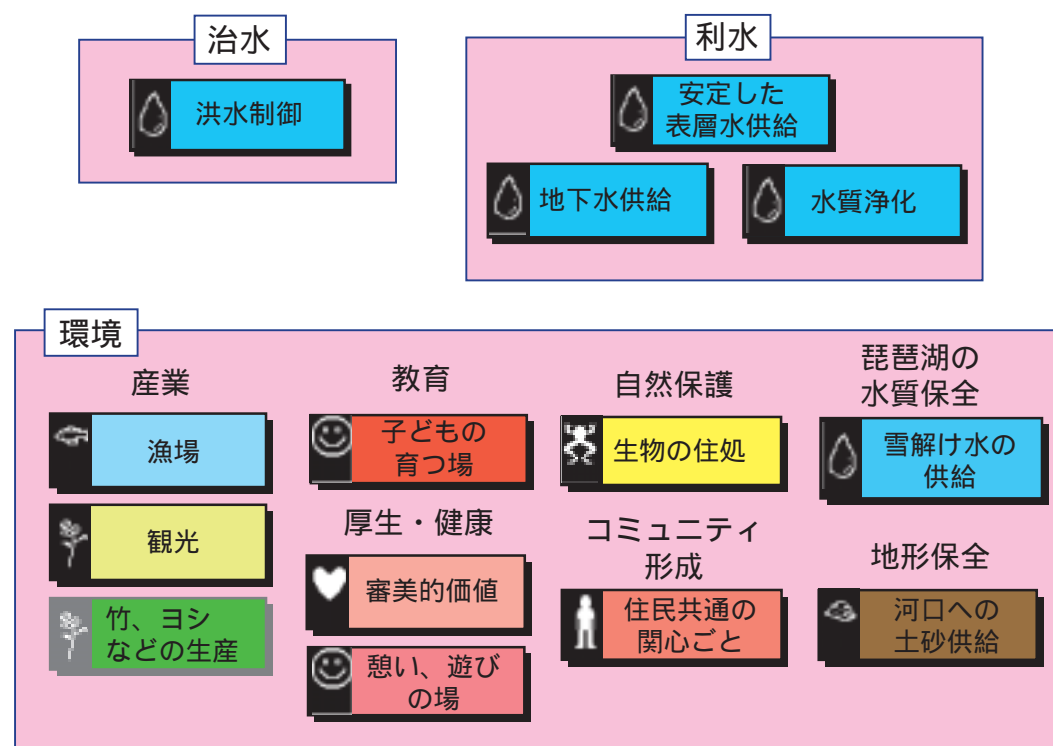 治水
洪水制御
利水
安定した
表層水供給
地下水供給
水質浄化
環境
産業
漁場
観光
竹、ヨシ
などの生産
教育
子どもの
育つ場
厚生・健康
審美的価値
憩い、遊び
の場
自然保護
生物の住処
コミュニティ
形成
住民共通の
関心ごと
琵琶湖の
水質保全
雪解け水の
供給
地形保全
河口への
土砂供給